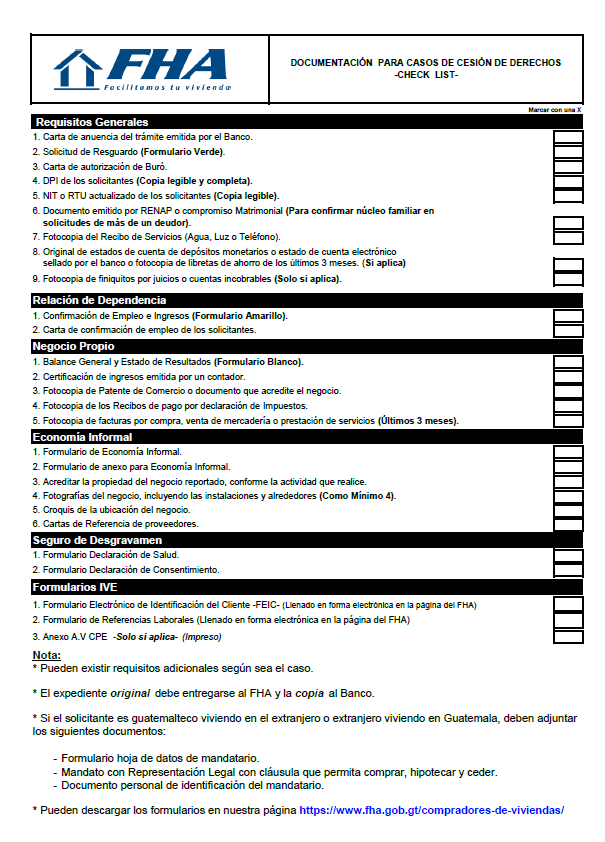 FHA
Facilitamos tu vivienda
DOCUMENTACIÓN PARA CASOS DE CESIÓN DE DERECHOS
-CHECK LIST-
Marcar con una X
Requisitos Generales
1. Carta de anuencia del trámite emitida por el Banco.
2. Solicitud de Resguardo (Formulario Verde).
3. Carta de autorización de Buró.
4. DPI de los solicitantes (Copia legible y completa).
5. NIT o RTU actualizado de los solicitantes (Copia legible).
6. Documento emitido por RENAP o compromiso Matrimonial (Para confirmar núcleo familiar en
solicitudes de más de un deudor).
7. Fotocopia del Recibo de Servicios (Agua, Luz o Teléfono).
8. Original de estados de cuenta de depósitos monetarios o estado de cuenta electrónico
sellado por el banco o fotocopia de libretas de ahorro de los últimos 3 meses. (Si aplica)
9. Fotocopia de finiquitos por juicios o cuentas incobrables (Solo si aplica).
Relación de Dependencia
1. Confirmación de Empleo e Ingresos (Formulario Amarillo).
2. Carta de confirmación de empleo de los solicitantes.
Negocio Propio
1. Balance General y Estado de Resultados (Formulario Blanco).
2. Certificación de ingresos emitida por un contador.
3. Fotocopia de Patente de Comercio o documento que acredite el negocio.
4. Fotocopia de los Recibos de pago por declaración de Impuestos.
5. Fotocopia de facturas por compra, venta de mercadería o prestación de servicios (Últimos 3 meses).
Economía Informal
1. Formulario de Economía Informal.
2. Formulario de anexo para Economía Informal.
3. Acreditar la propiedad del negocio reportado, conforme la actividad que realice.
4. Fotografías del negocio, incluyendo las instalaciones y alrededores (Como Mínimo 4).
5. Croquis de la ubicación del negocio.
6. Cartas de Referencia de proveedores.
Seguro de Desgravamen
1. Formulario Declaración de Salud.
2. Formulario Declaración de Consentimiento.
Formularios IVE
1. Formulario Electrónico de Identificación del Cliente -FEIC- (Llenado en forma electrónica en la página del FHA)
2. Formulario de Referencias Laborales (Llenado en forma electrónica en la página del FHA)
3. Anexo A.V CPE -Solo si aplica- (Impreso)
Nota:
* Pueden existir requisitos adicionales según sea el caso.
* El expediente original debe entregarse al FHA y la copia al Banco.
* Si el solicitante es guatemalteco viviendo en el extranjero o extranjero viviendo en Guatemala, deben adjuntar
los siguientes documentos:
- Formulario hoja de datos de mandatario.
- Mandato con Representación Legal con cláusula que permita comprar, hipotecar y ceder.
- Documento personal de identificación del mandatario.
* Pueden descargar los formularios en nuestra página https://www.fha.gob.gt/compradores-de-viviendas/